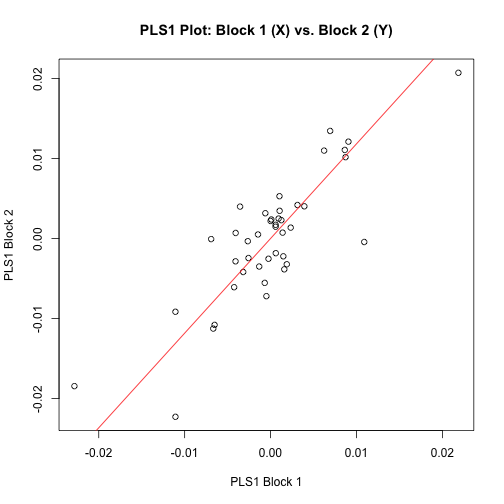 PLS1 Plot: Block 1 (X) vs. Block 2 (Y)
0.02
0.01
0.00
-0.01
-0.02
PLS1 Block 2
-0.02 -0.01 0.00 0.01 0.02
PLS1 Block 1